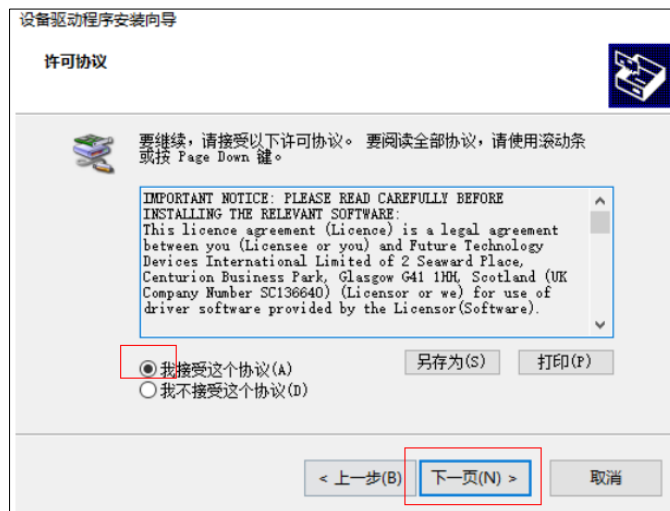 设备驱动程序安装向导
许可协议
要继续，请接受以下许可协议。 要阅读全部协议，请使用滚动条
或按 Page Down 键。
IMPORTANT NOTICE: PLEASE READ CAREFULLY BEFORE
INSTALLING THE RELEVANT SOFTWARE:
This licence agreement (Licence) is a legal agreement
between you (Licensee or you) and Future Technology
Devices International Limited of 2 Seaward Place,
Centurion Business Park, Glasgow G41 1HH, Scotland (UK
Company Number SC136640) (Licensor or we) for use of
driver software provided by the Licensor(Software).
我接受这个协议(A)
另存为(S)
打印(P)
我不接受这个协议(D)
< 上一步(B)
下一页(N) >
取消